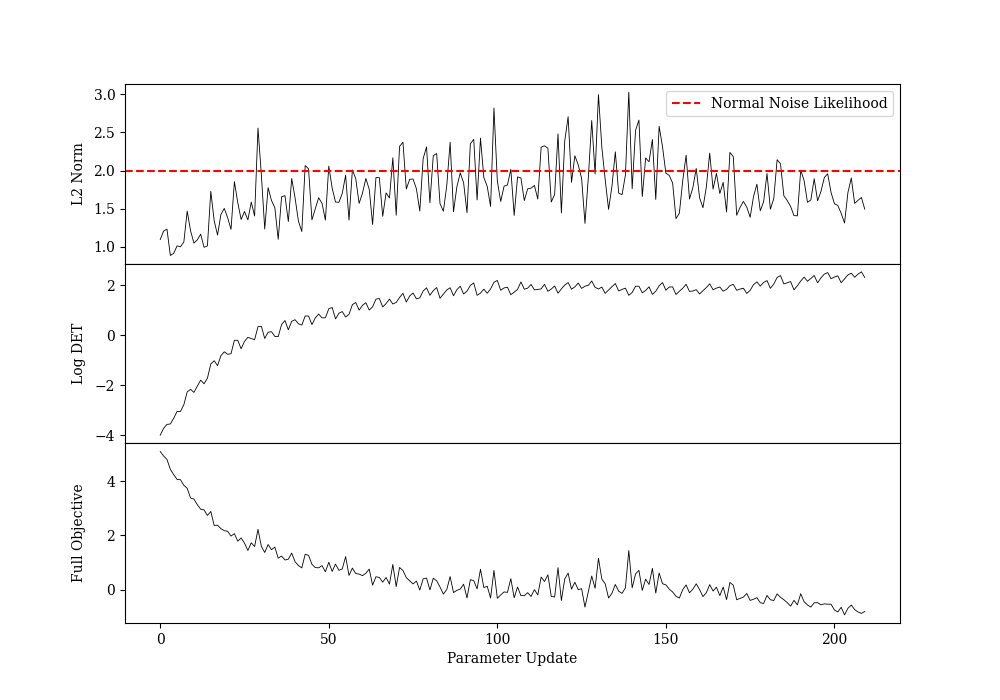 3.0
2.5
2.0
1.5
1.0
L2 Norm
Normal Noise Likelihood
2
0
−2
−4
Log DET
4
2
0
Full Objective
0 50 100 150 200
Parameter Update